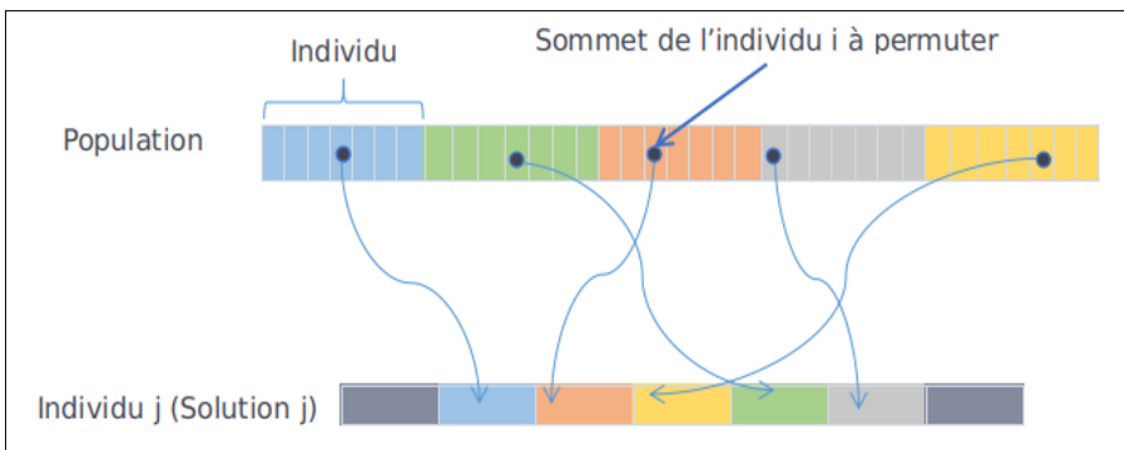 Sommet de l'individu i à permuter
Individu
Population
Individu j (Solution j)